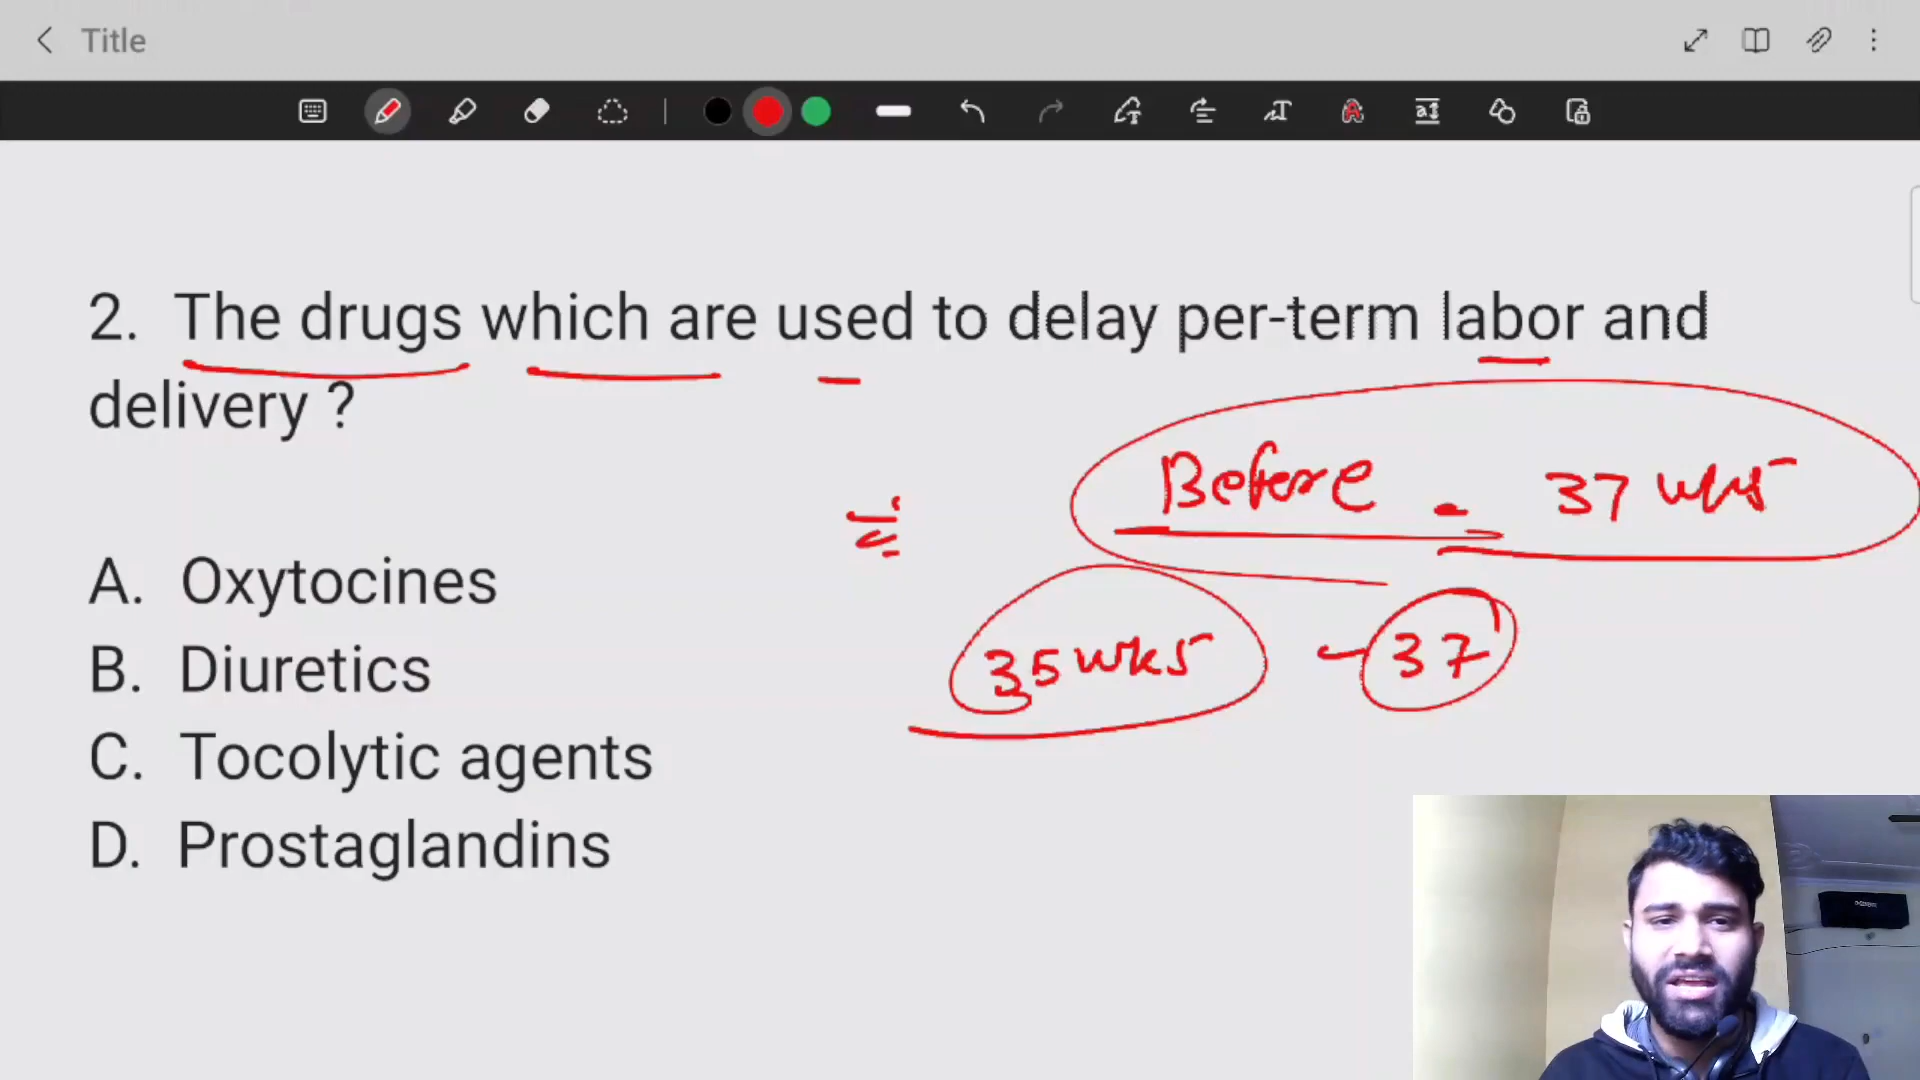 Title
2. The drugs which are used to delay per-term labor and
delivery ?
Before - 37 wks
35 wks - 37
A. Oxytocines
B. Diuretics
C. Tocolytic agents
D. Prostaglandins